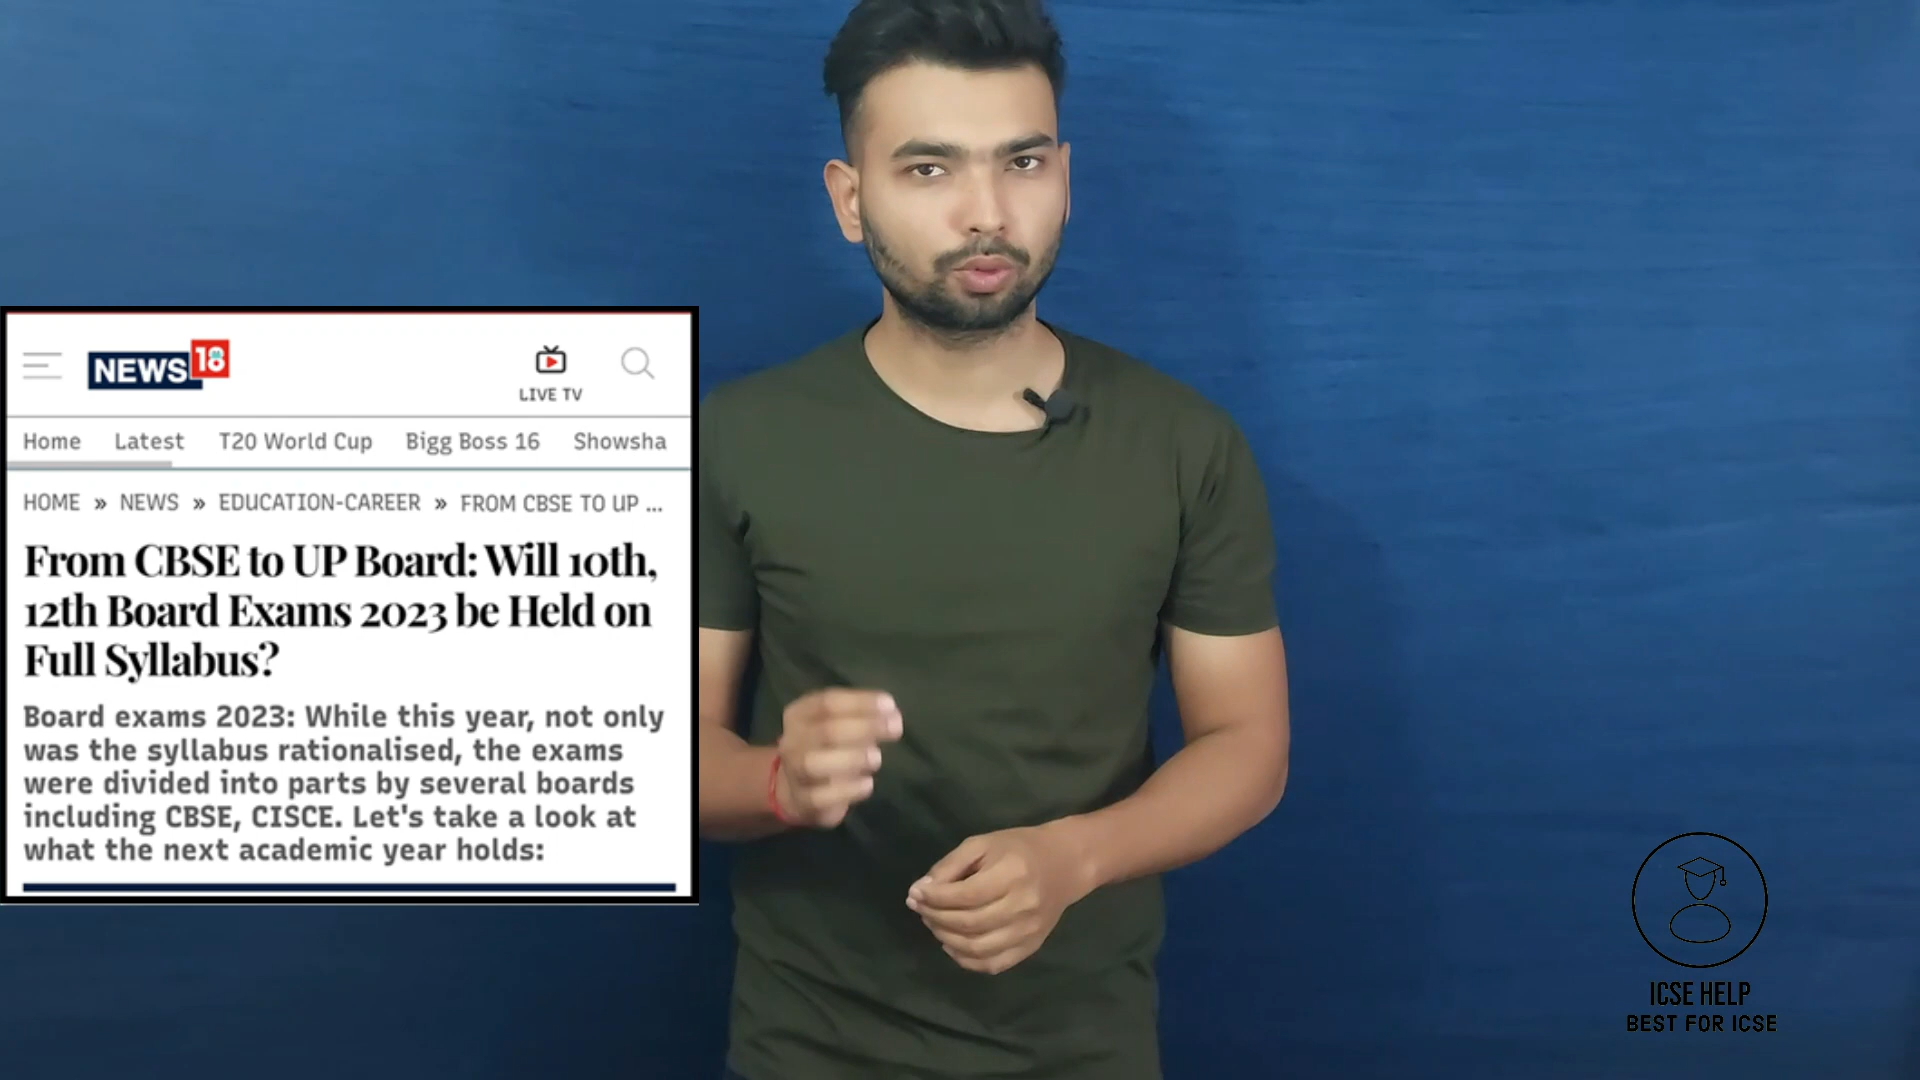 NEWS 18
LIVE TV
Home Latest T20 World Cup Bigg Boss 16 Showsha
HOME » NEWS » EDUCATION-CAREER » FROM CBSE TO UP ...
From CBSE to UP Board: Will 10th,
12th Board Exams 2023 be Held on
Full Syllabus?
Board exams 2023: While this year, not only
was the syllabus rationalised, the exams
were divided into parts by several boards
including CBSE, CISCE. Let's take a look at
what the next academic year holds:
ICSE HELP
BEST FOR ICSE